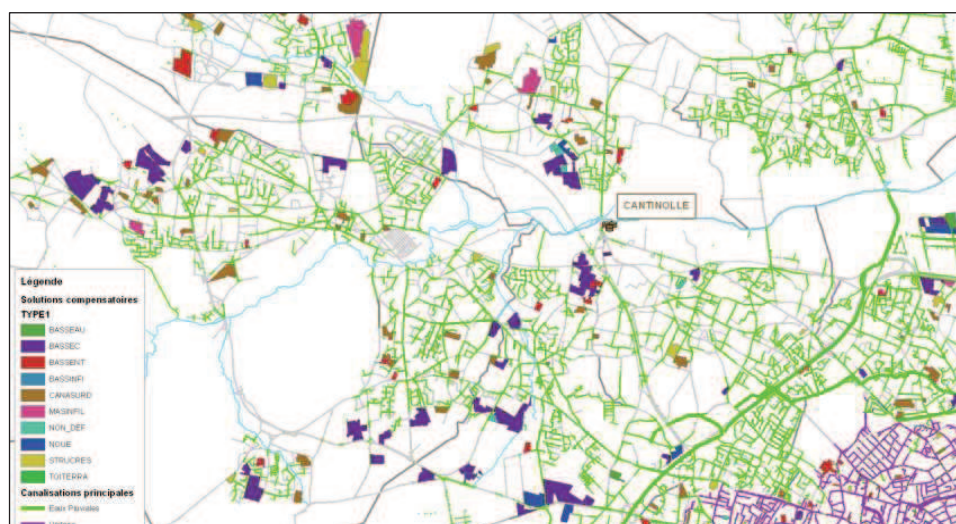 CANTINOLLE
Légende
Solutions compensatoires
TYPE1
BASSEAU
BASSEC
BASSENT
BASSINFI
CANASURD
MASINFIL
NON_DEF
NOUE
STRUCRES
TOITERRA
Canalisations principales
Eaux Pluviales